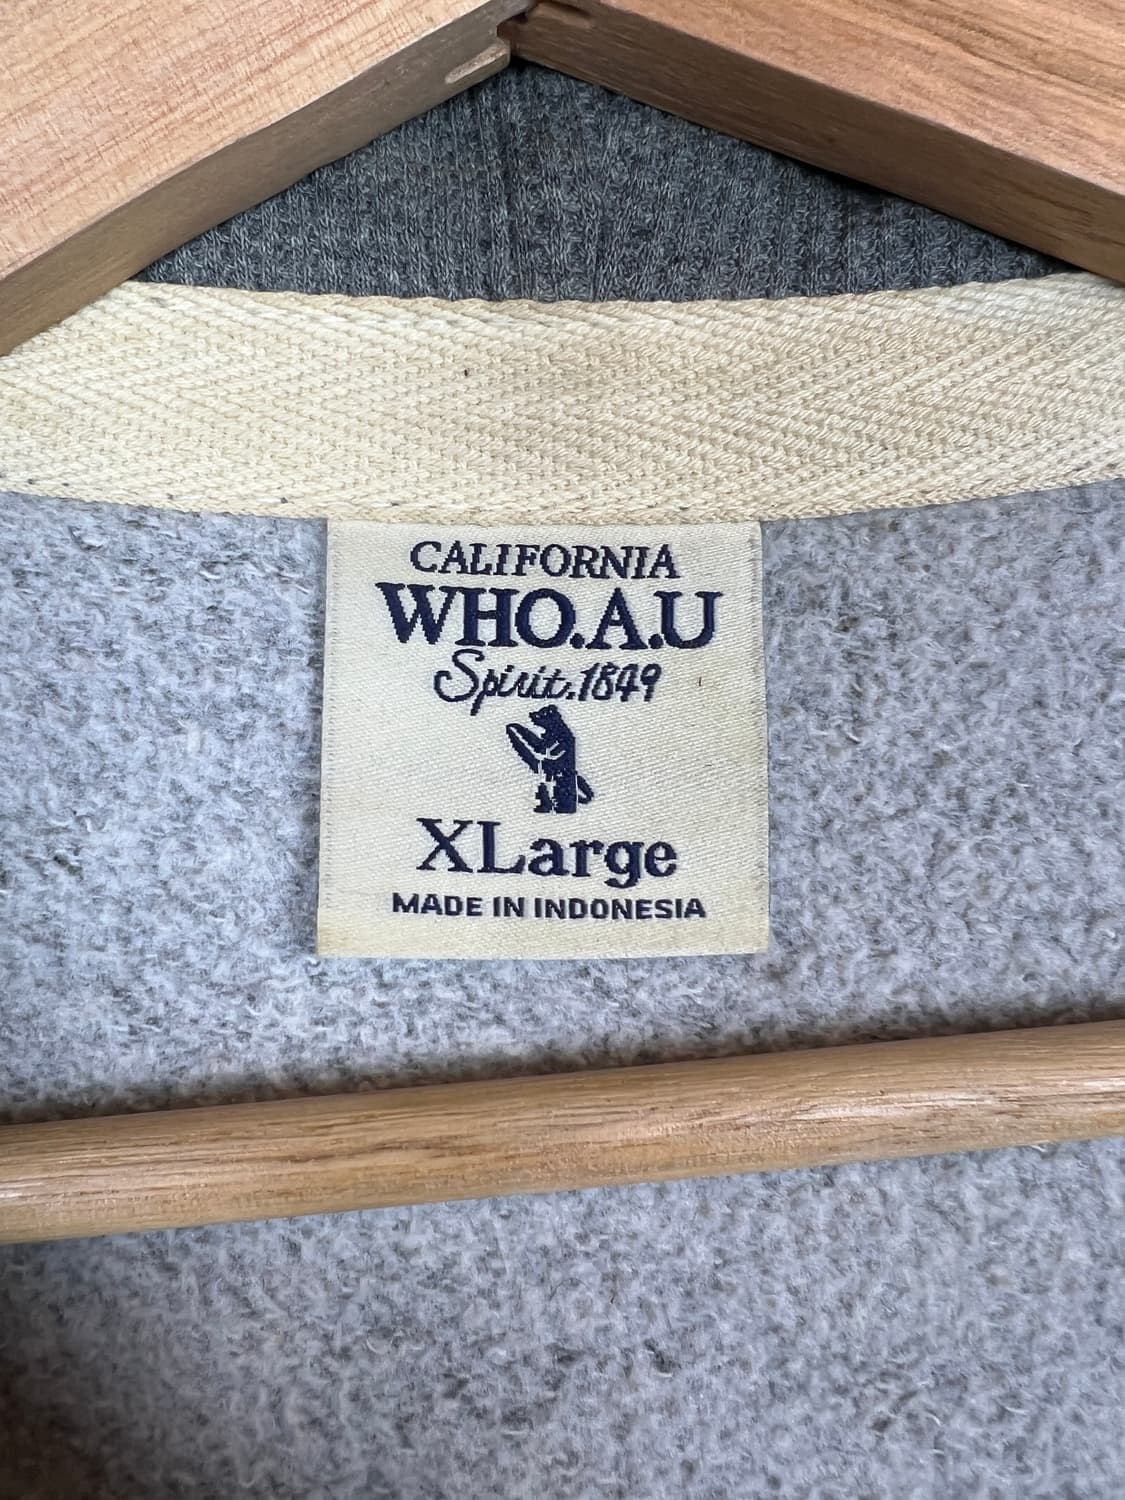 CALIFORNIA
WHO.A.U
Spirit.1849
XLarge
MADE IN INDONESIA